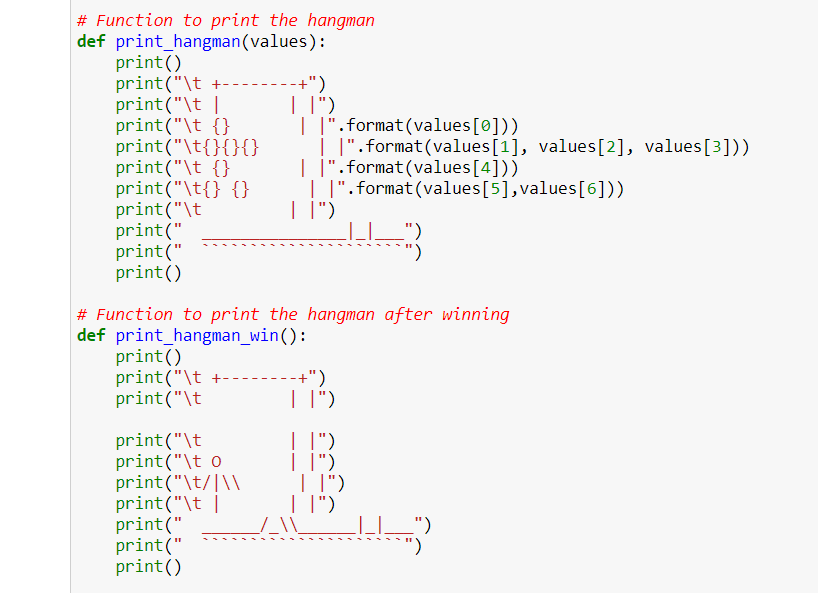 # Function to print the hangman
def print_hangman(values):
    print()
    print("\t +--------+")
    print("\t |       | |")
    print("\t {}       | |".format(values[0]))
    print("\t{}{}{}      | |".format(values[1], values[2], values[3]))
    print("\t {}       | |".format(values[4]))
    print("\t{} {}      | |".format(values[5],values[6]))
    print("\t         | |")
    print("  _______________|_|___")
    print("  `````````````````````")
    print()

# Function to print the hangman after winning
def print_hangman_win():
    print()
    print("\t +--------+")
    print("\t         | |")

    print("\t         | |")
    print("\t O       | |")
    print("\t/|\\      | |")
    print("\t |       | |")
    print("  ______/_\\______|_|___")
    print("  `````````````````````")
    print()